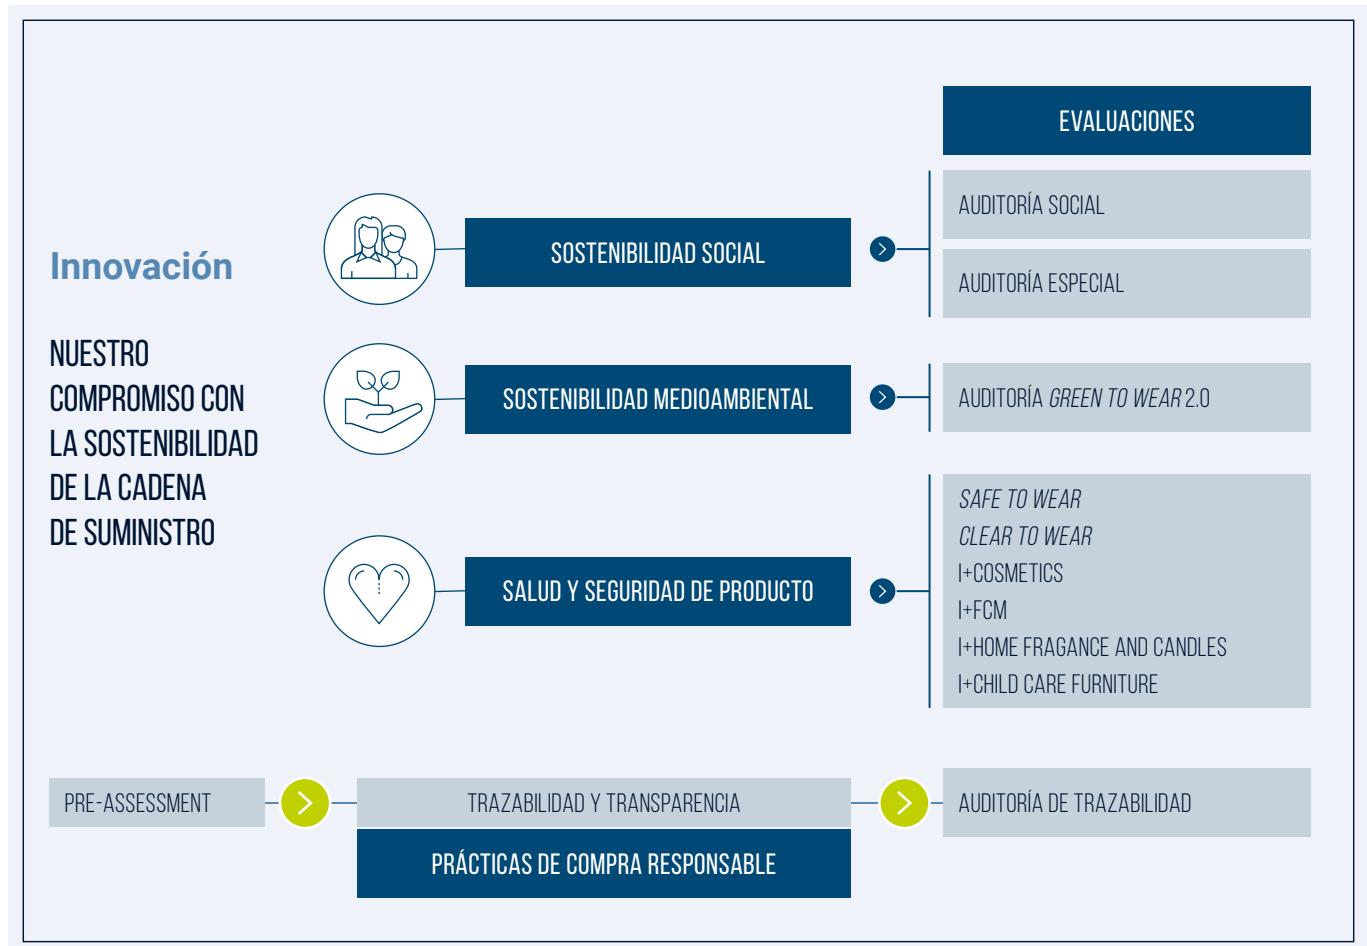 Innovación
NUESTRO
COMPROMISO CON
LA SOSTENIBILIDAD
DE LA CADENA
DE SUMINISTRO
EVALUACIONES
SOSTENIBILIDAD SOCIAL
AUDITORÍA SOCIAL
AUDITORÍA ESPECIAL
SOSTENIBILIDAD MEDIOAMBIENTAL
AUDITORÍA GREEN TO WEAR 2.0
SALUD Y SEGURIDAD DE PRODUCTO
SAFE TO WEAR
CLEAR TO WEAR
I+COSMETICS
I+FCM
I+HOME FRAGANCE AND CANDLES
I+CHILD CARE FURNITURE
PRE-ASSESSMENT
TRAZABILIDAD Y TRANSPARENCIA
AUDITORÍA DE TRAZABILIDAD
PRÁCTICAS DE COMPRA RESPONSABLE